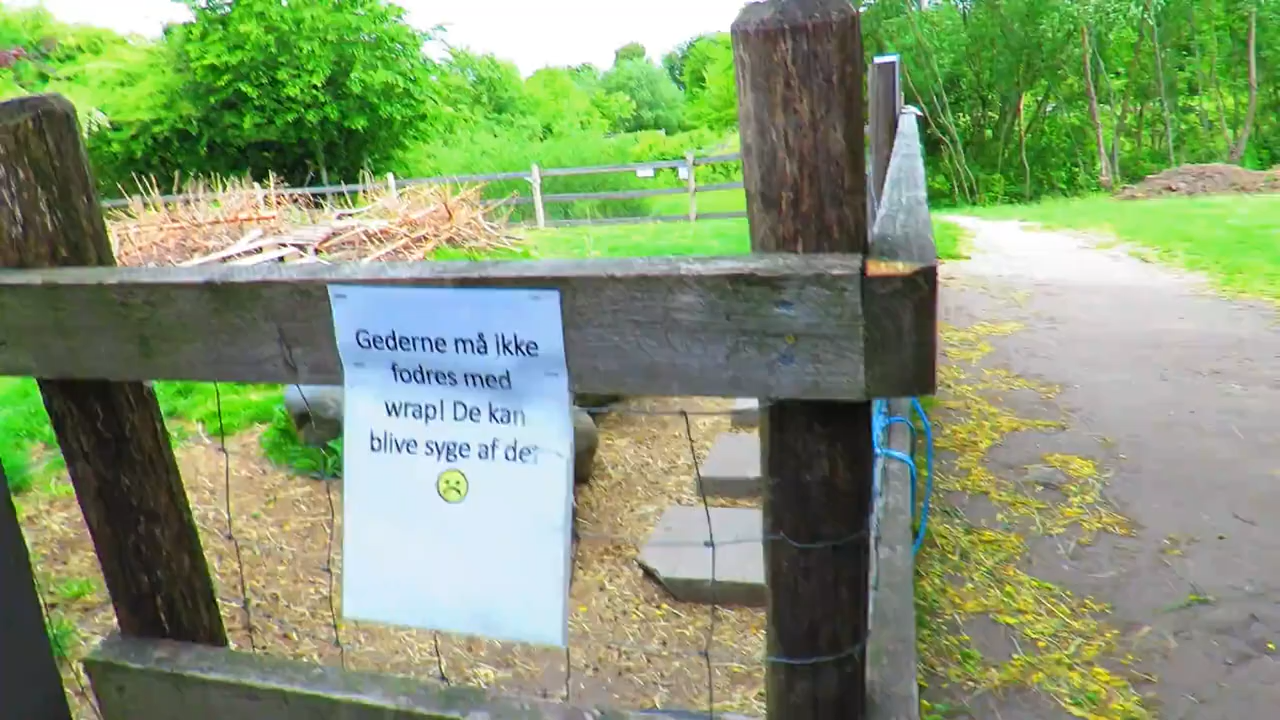 Gederne må ikke
fodres med
wrap! De kan
blive syge af det